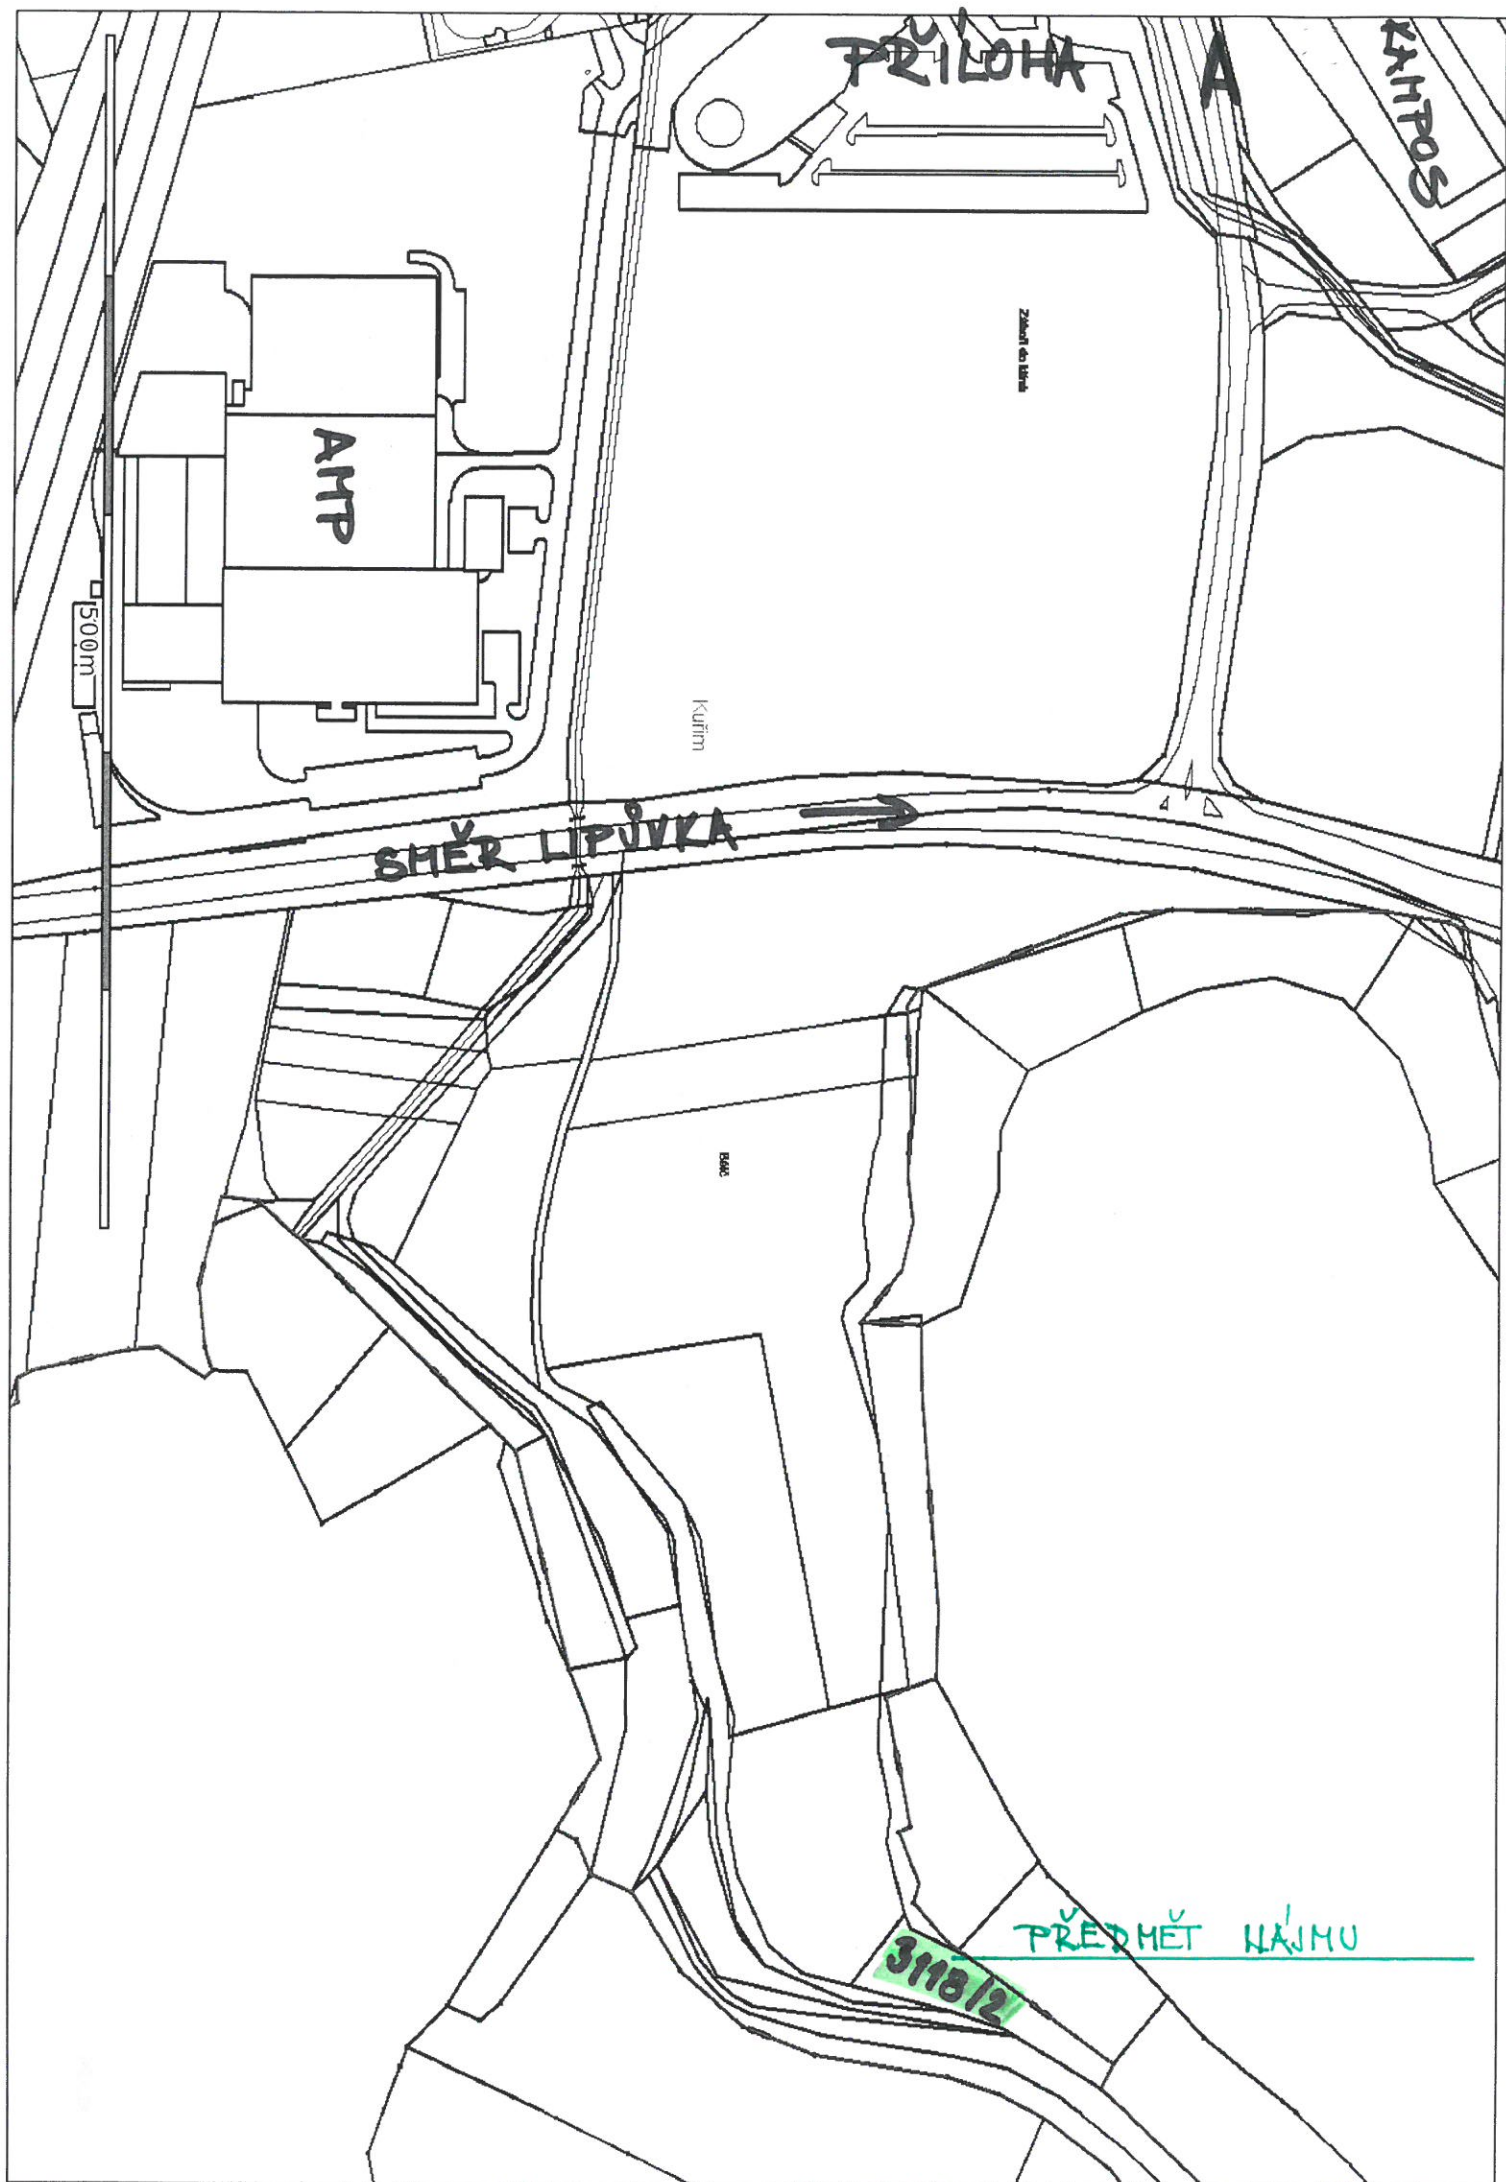 PŘÍLOHA A
KAMPOS
AMP
500m
Kuřim
SMĚR LIPŮVKA
PŘEDMĚT NÁJMU
3118/2